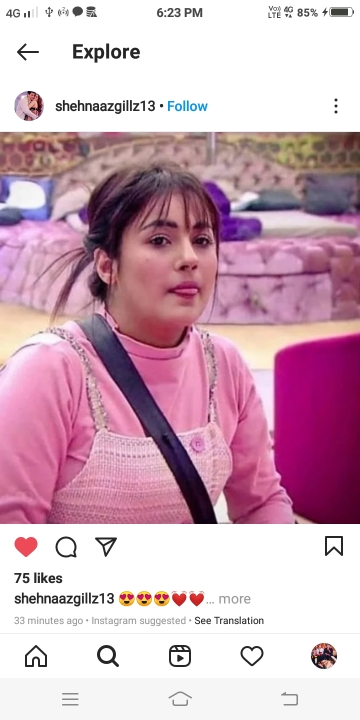 4G 6:23 PM Vo) LTE 4G 85%
Explore
shehnaazgillz13 • Follow
75 likes
shehnaazgillz13 😍😍😍❤️❤️... more
33 minutes ago • Instagram suggested • See Translation